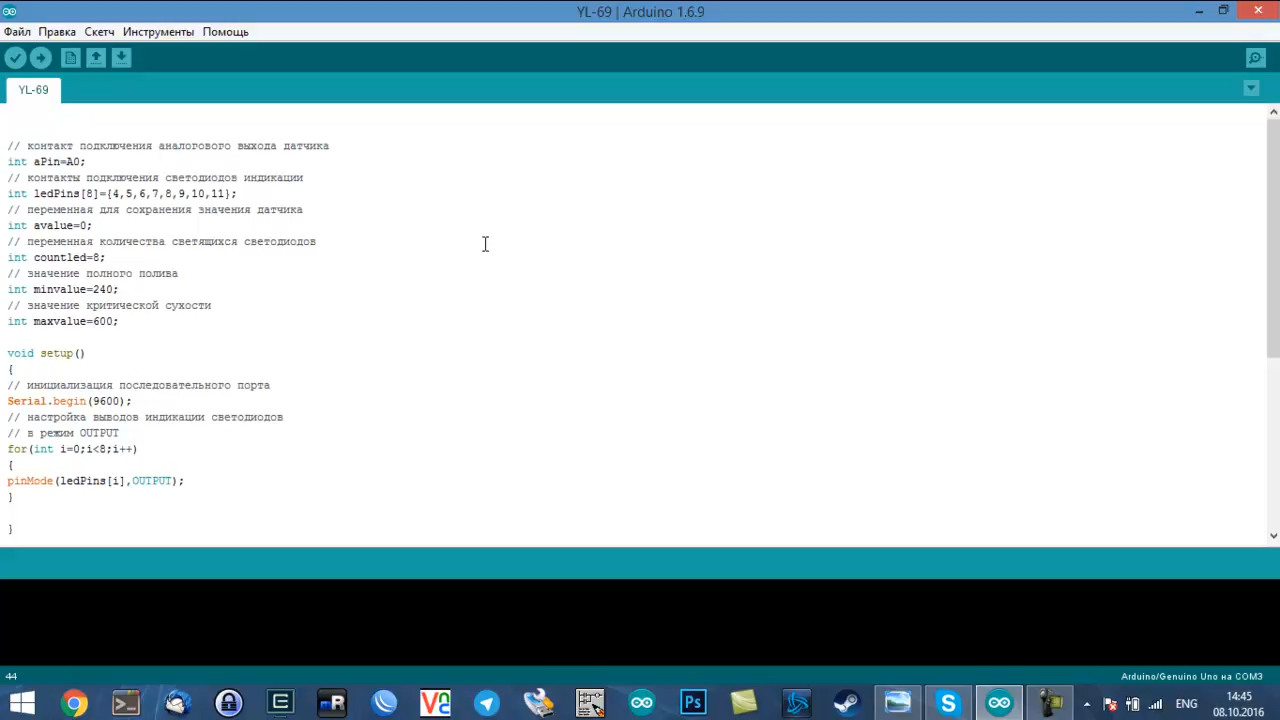 YL-69 | Arduino 1.6.9
Файл Правка Скетч Инструменты Помощь
YL-69
// контакт подключения аналогового выхода датчика
int aPin=A0;
// контакты подключения светодиодов индикации
int ledPins[8]={4,5,6,7,8,9,10,11};
// переменная для сохранения значения датчика
int avalue=0;
// переменная количества светящихся светодиодов
int countled=8;
// значение полного полива
int minvalue=240;
// значение критической сухости
int maxvalue=600;
void setup()
{
// инициализация последовательного порта
Serial.begin(9600);
// настройка выводов индикации светодиодов
// в режим OUTPUT
for(int i=0;i<8;i++)
{
pinMode(ledPins[i],OUTPUT);
}
}
44
Arduino/Genuino Uno на COM3
ENG
14:45
08.10.2016